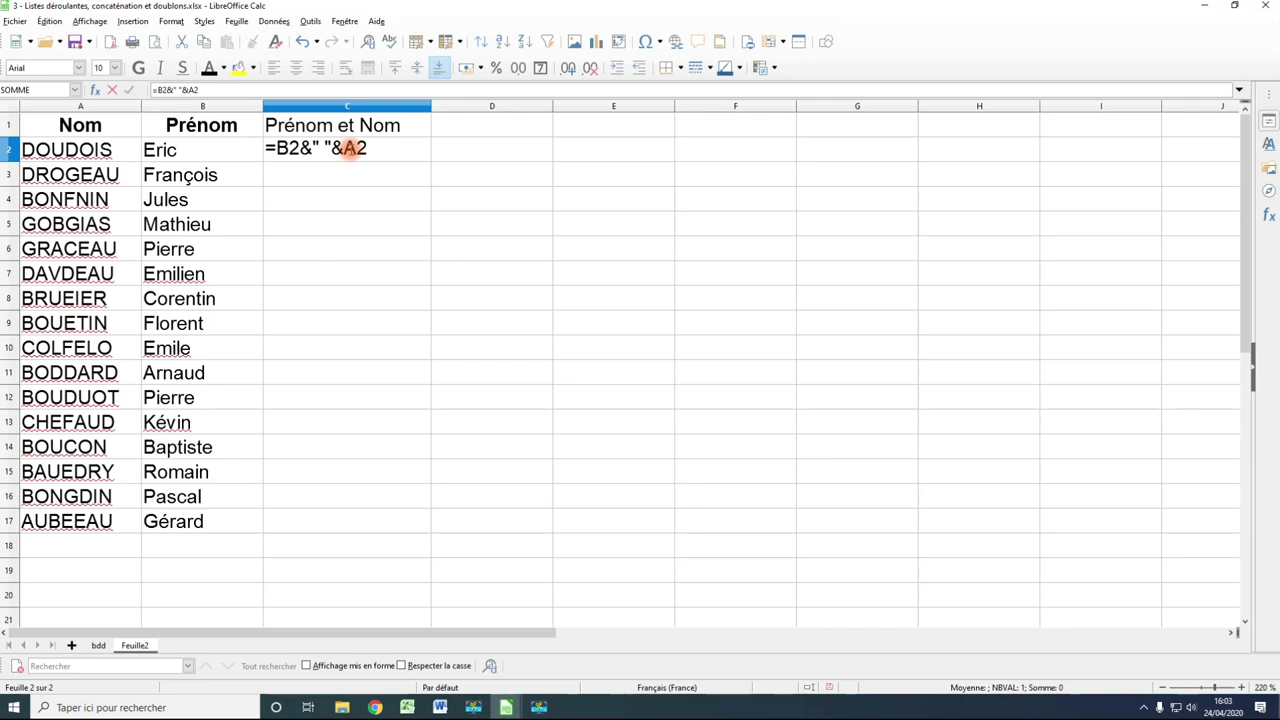 3 - Listes déroulantes, concaténation et doublons.xlsx - LibreOffice Calc
Fichier Édition Affichage Insertion Format Styles Feuille Données Outils Fenêtre Aide
Arial 10 G I S
SOMME =B2&" "&A2
A B C D E F G H I J
1 Nom Prénom Prénom et Nom
2 DOUDOIS Eric =B2&" "&A2
3 DROGEAU François
4 BONFNIN Jules
5 GOBGIAS Mathieu
6 GRACEAU Pierre
7 DAVDEAU Emilien
8 BRUEIER Corentin
9 BOUETIN Florent
10 COLFELO Emile
11 BODDARD Arnaud
12 BOUDUOT Pierre
13 CHEFAUD Kévin
14 BOUCON Baptiste
15 BAUEDRY Romain
16 BONGDIN Pascal
17 AUBEEAU Gérard
18
19
20
21
bdd Feuille2
Rechercher Tout rechercher Affichage mis en forme Respecter la casse
Feuille 2 sur 2 Par défaut Français (France) Moyenne: ; NBVAL: 1; Somme: 0 220 %
Taper ici pour rechercher 16:03
24/04/2020